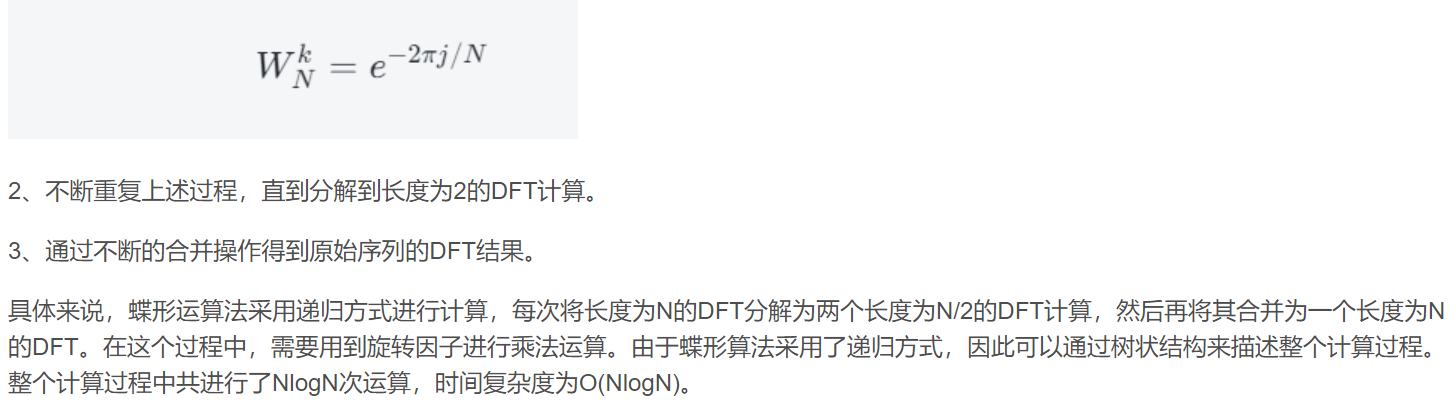 W_N^k = e^{-2πj/N}
2、不断重复上述过程，直到分解到长度为2的DFT计算。
3、通过不断的合并操作得到原始序列的DFT结果。
具体来说，蝶形运算法采用递归方式进行计算，每次将长度为N的DFT分解为两个长度为N/2的DFT计算，然后再将其合并为一个长度为N
的DFT。在这个过程中，需要用到旋转因子进行乘法运算。由于蝶形算法采用了递归方式，因此可以通过树状结构来描述整个计算过程。
整个计算过程中共进行了NlogN次运算，时间复杂度为O(NlogN)。